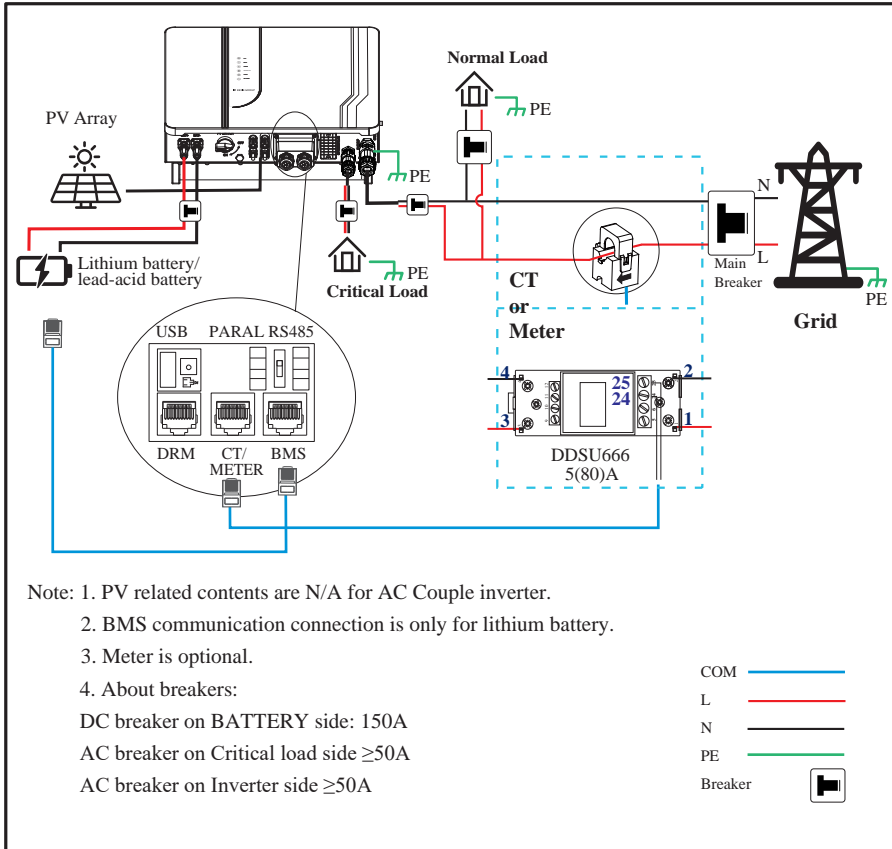 Normal Load
PE
PV Array
PE
N
L
Main
Breaker
PE
Grid
Lithium battery/
lead-acid battery
PE
Critical Load
CT
or
Meter
USB PARAL RS485
DRM CT/
METER BMS
4
25
24
2
3
1
DDSU666
5(80)A
Note: 1. PV related contents are N/A for AC Couple inverter.
2. BMS communication connection is only for lithium battery.
3. Meter is optional.
4. About breakers:
DC breaker on BATTERY side: 150A
AC breaker on Critical load side ≥50A
AC breaker on Inverter side ≥50A
COM
L
N
PE
Breaker